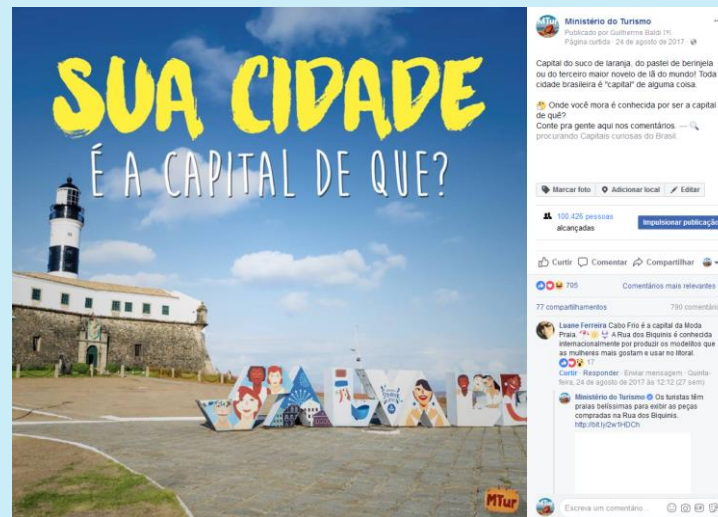 SUA CIDADE
É A CAPITAL DE QUE?
MTur
MTur
Ministério do Turismo
Publicado por Guilherme Baldi
Página curtida · 24 de agosto de 2017 ·
Capital do suco de laranja, do pastel de berinjela
ou do terceiro maior novelo de lã do mundo! Toda
cidade brasileira é "capital" de alguma coisa.
Onde você mora é conhecida por ser a capital
de quê?
Conte pra gente aqui nos comentários. —
procurando Capitais curiosas do Brasil.
Marcar foto
Adicionar local
Editar
100.426 pessoas
alcançadas
Impulsionar publicação
Curtir Comentar Compartilhar
705 Comentários mais relevantes
77 compartilhamentos 790 comentário
Luane Ferreira Cabo Frio é a capital da Moda
Praia. A Rua dos Biquinis é conhecida
internacionalmente por produzir os modelitos que
as mulheres mais gostam e usar no litoral.
17
Curtir · Responder · Enviar mensagem · Quinta-
feira, 24 de agosto de 2017 às 12:12 (27 sem)
Ministério do Turismo Os turistas têm
praias belíssimas para exibir as peças
compradas na Rua dos Biquinis.
http://bit.ly/2w1HDCh
Escreva um comentário...